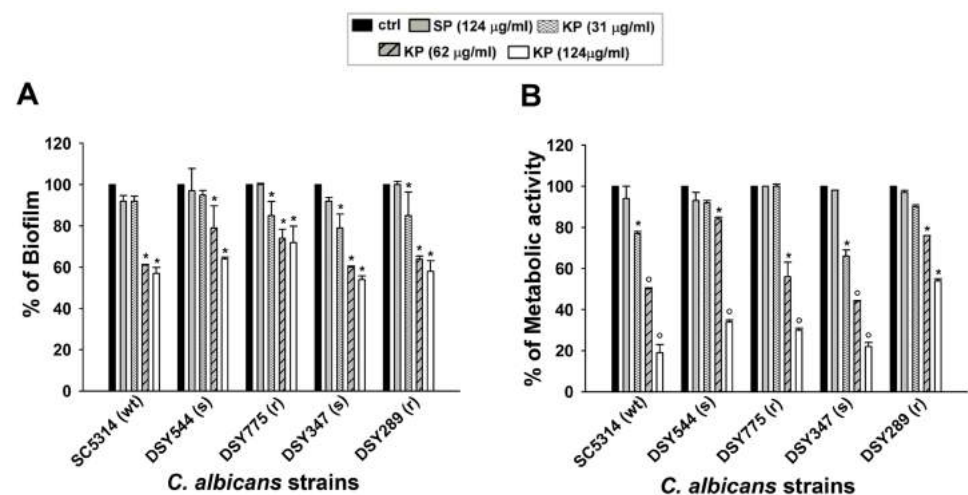 ctrl SP (124 μg/ml) KP (31 μg/ml)
KP (62 μg/ml) KP (124μg/ml)
A
B
120
100
80
60
40
20
0
% of Biofilm
* * * * * * * * * * * * *
SC5314 (wt) DSY544 (s) DSY775 (r) DSY347 (s) DSY289 (r)
C. albicans strains
120
100
80
60
40
20
0
% of Metabolic activity
* ° ° * ° * ° * ° ° * *
SC5314 (wt) DSY544 (s) DSY775 (r) DSY347 (s) DSY289 (r)
C. albicans strains